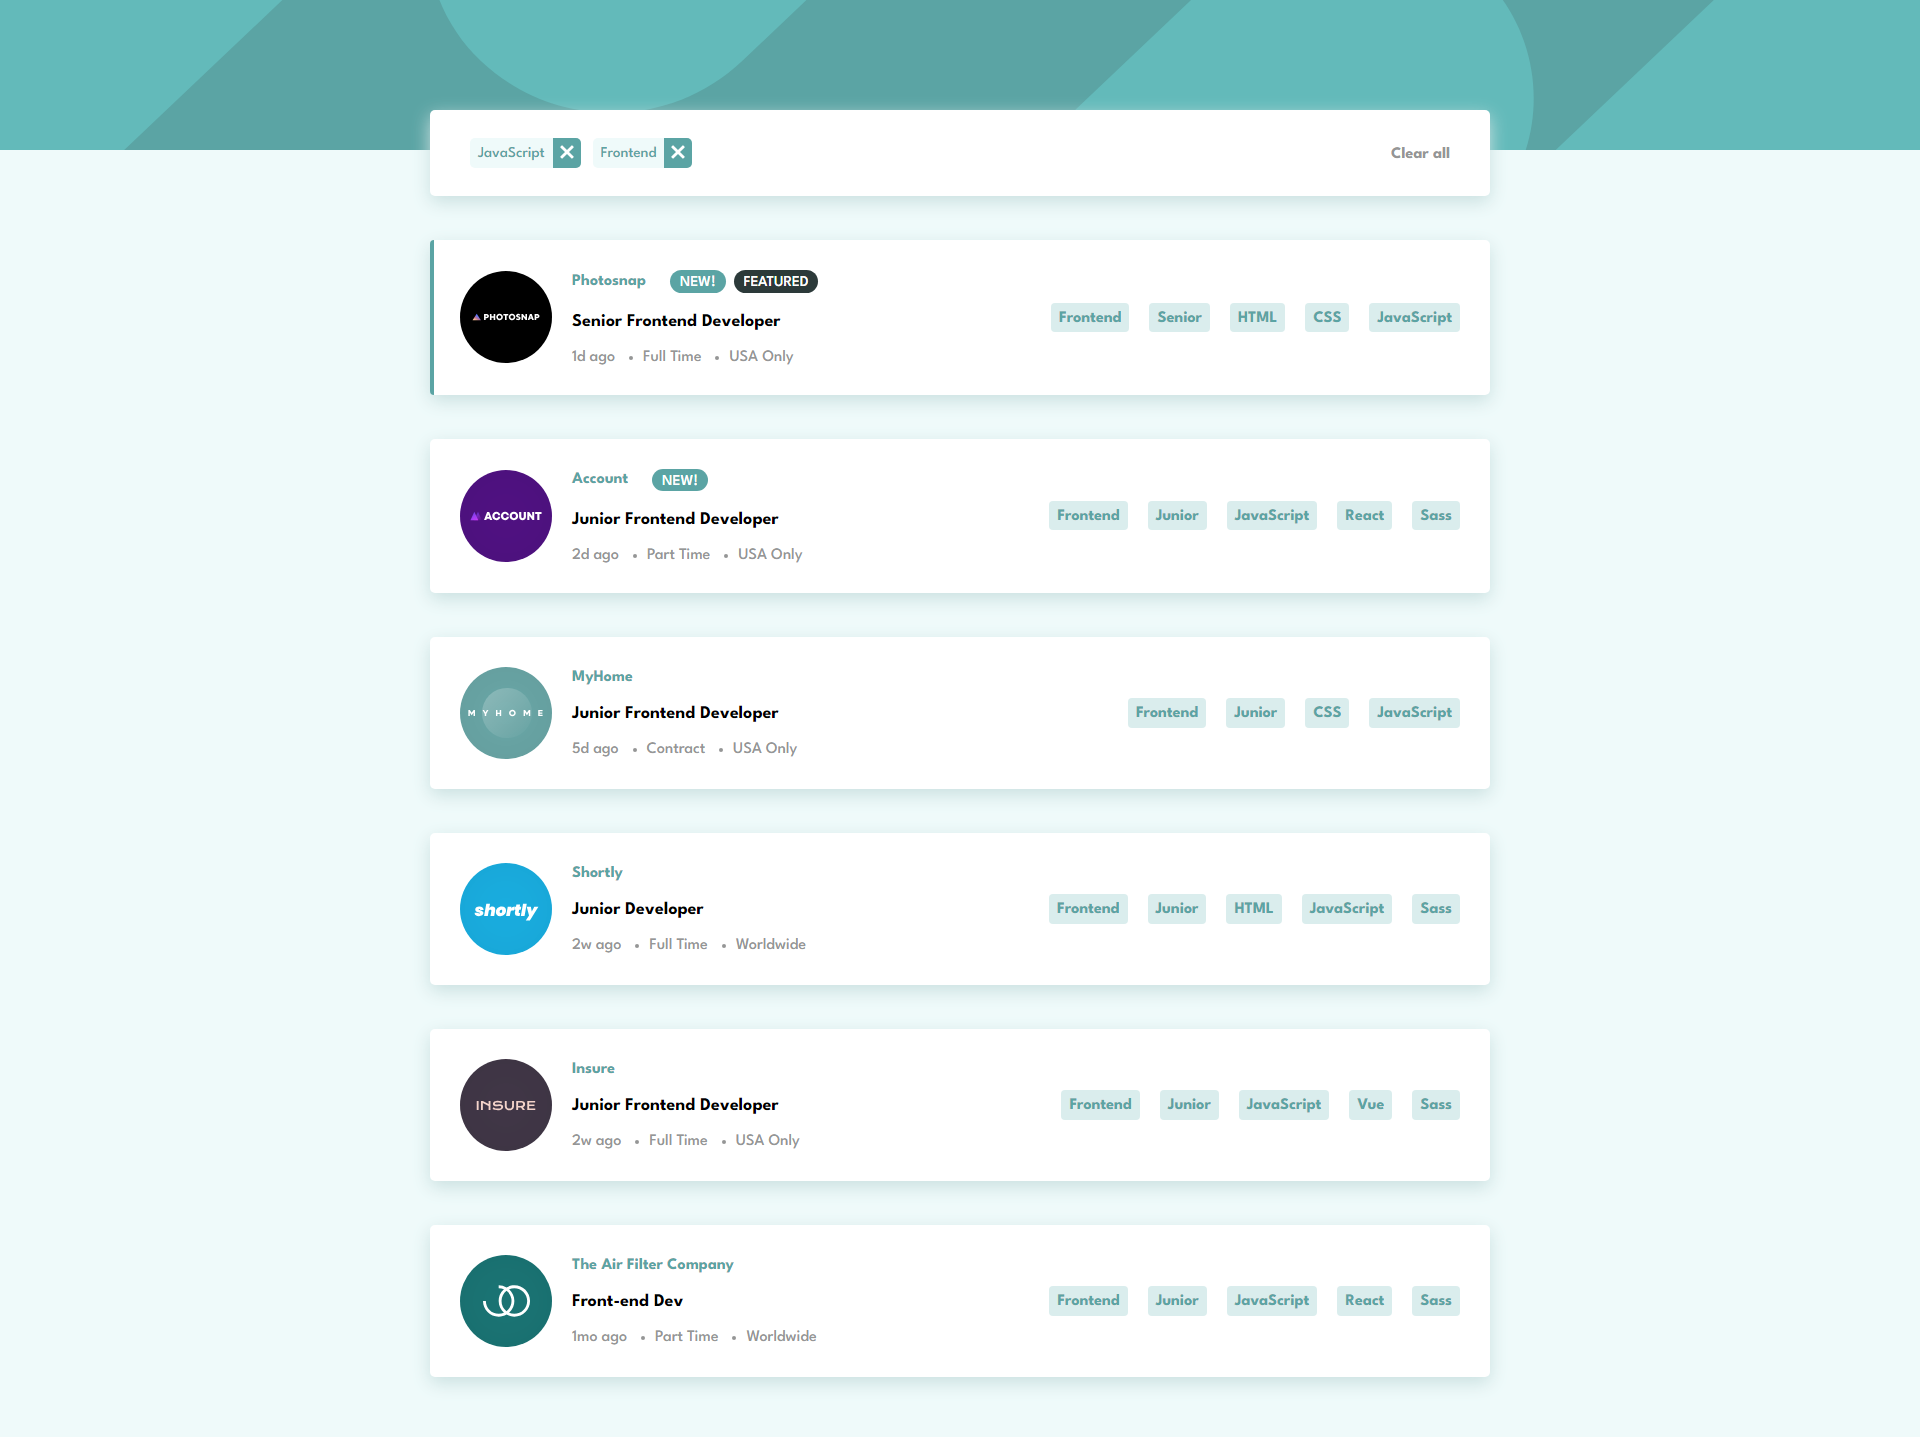 JavaScript Frontend Clear all
Photosnap NEW! FEATURED
PHOTOSNAP
Senior Frontend Developer
Frontend Senior HTML CSS JavaScript
1d ago • Full Time • USA Only
Account NEW!
ACCOUNT
Junior Frontend Developer
Frontend Junior JavaScript React Sass
2d ago • Part Time • USA Only
MyHome
MYHOME
Junior Frontend Developer
Frontend Junior CSS JavaScript
5d ago • Contract • USA Only
Shortly
shortly
Junior Developer
Frontend Junior HTML JavaScript Sass
2w ago • Full Time • Worldwide
Insure
INSURE
Junior Frontend Developer
Frontend Junior JavaScript Vue Sass
2w ago • Full Time • USA Only
The Air Filter Company
Front-end Dev
Frontend Junior JavaScript React Sass
1mo ago • Part Time • Worldwide